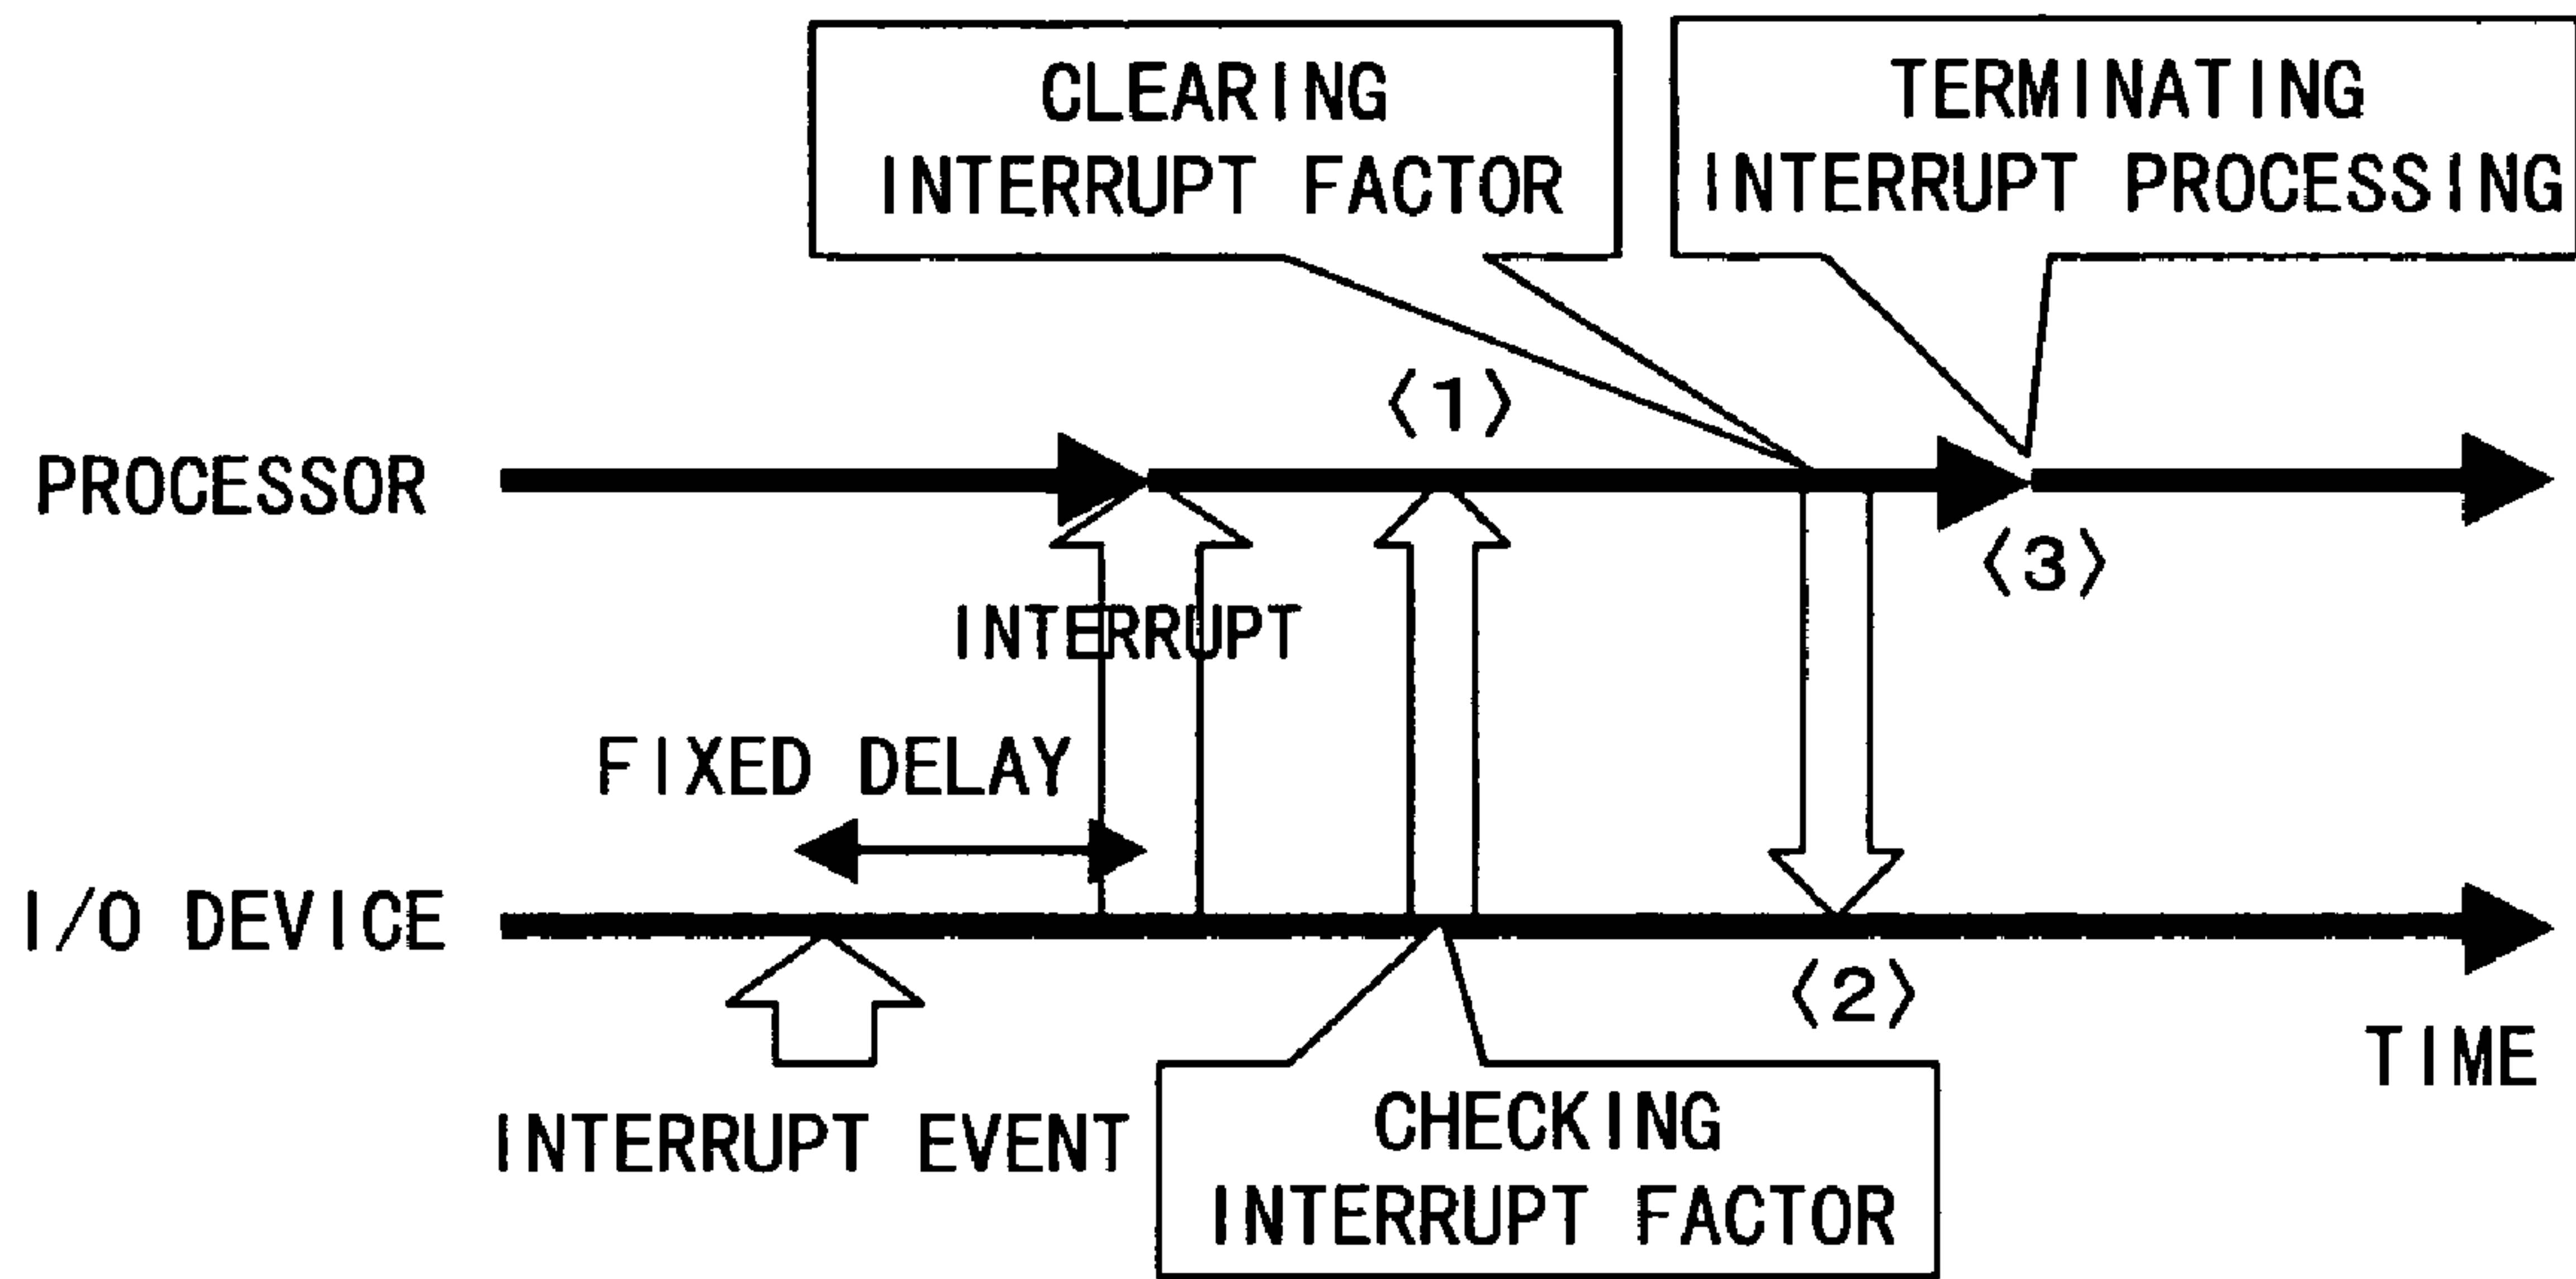 CLEARING
INTERRUPT FACTOR
TERMINATING
INTERRUPT PROCESSING
〈1〉
PROCESSOR
〈3〉
INTERRUPT
FIXED DELAY
I/O DEVICE
〈2〉
TIME
INTERRUPT EVENT
CHECKING
INTERRUPT FACTOR